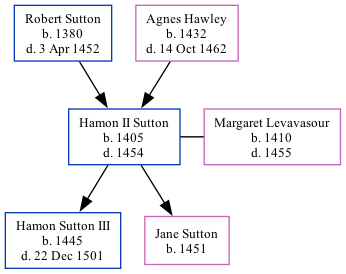 Robert Sutton
b. 1380
d. 3 Apr 1452
Agnes Hawley
b. 1432
d. 14 Oct 1462
Hamon II Sutton
b. 1405
d. 1454
Margaret Levavasour
b. 1410
d. 1455
Hamon Sutton III
b. 1445
d. 22 Dec 1501
Jane Sutton
b. 1451